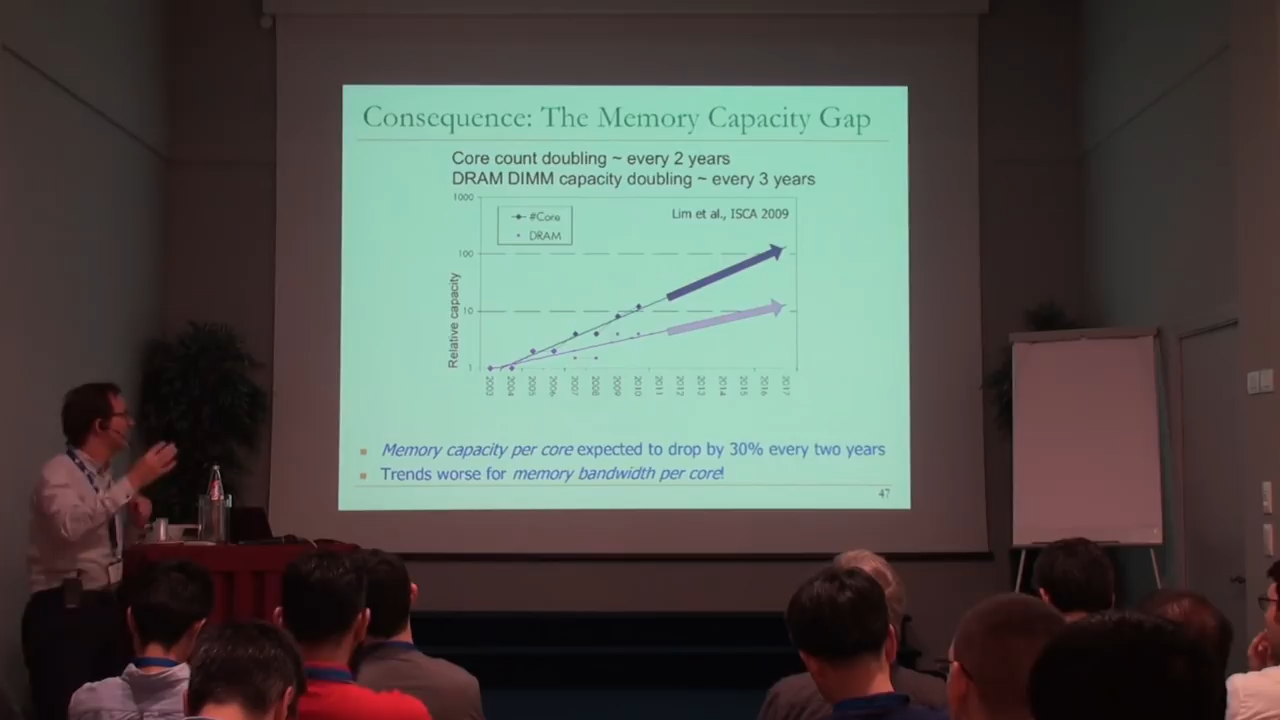 Consequence: The Memory Capacity Gap
Core count doubling ~ every 2 years
DRAM DIMM capacity doubling ~ every 3 years
1000
#Core
DRAM
Lim et al., ISCA 2009
100
10
1
Relative capacity
2003 2004 2005 2006 2007 2008 2009 2010 2011 2012 2013 2014 2015 2016 2017
Memory capacity per core expected to drop by 30% every two years
Trends worse for memory bandwidth per core!
47